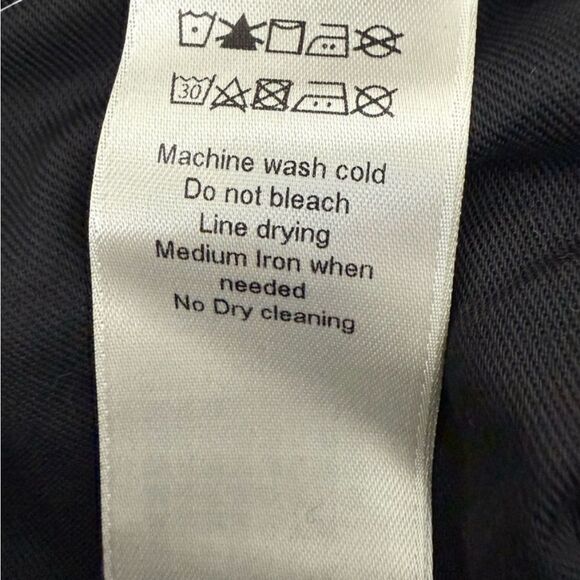 30
Machine wash cold
Do not bleach
Line drying
Medium Iron when
needed
No Dry cleaning